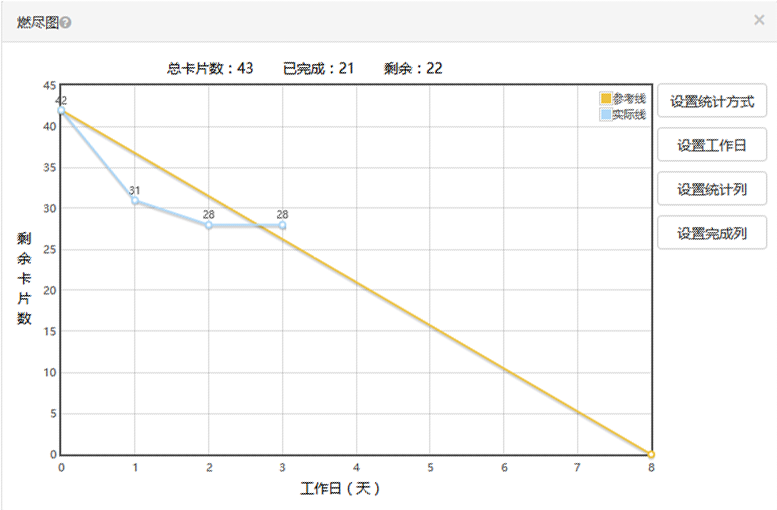 燃尽图?
×
总卡片数：43 已完成：21 剩余：22
参考线
实际线
设置统计方式
设置工作日
设置统计列
设置完成列
剩余卡片数
45
40
35
30
25
20
15
10
5
0
42
31
28
28
0 1 2 3 4 5 6 7 8
工作日（天）